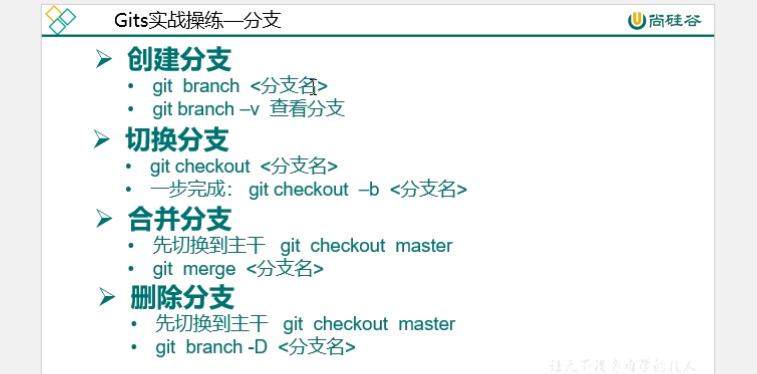 Gits实战操练—分支
尚硅谷
创建分支
git branch <分支名>
git branch –v 查看分支
切换分支
git checkout <分支名>
一步完成： git checkout –b <分支名>
合并分支
先切换到主干 git checkout master
git merge <分支名>
删除分支
先切换到主干 git checkout master
git branch -D <分支名>
让天下没有难学的技术